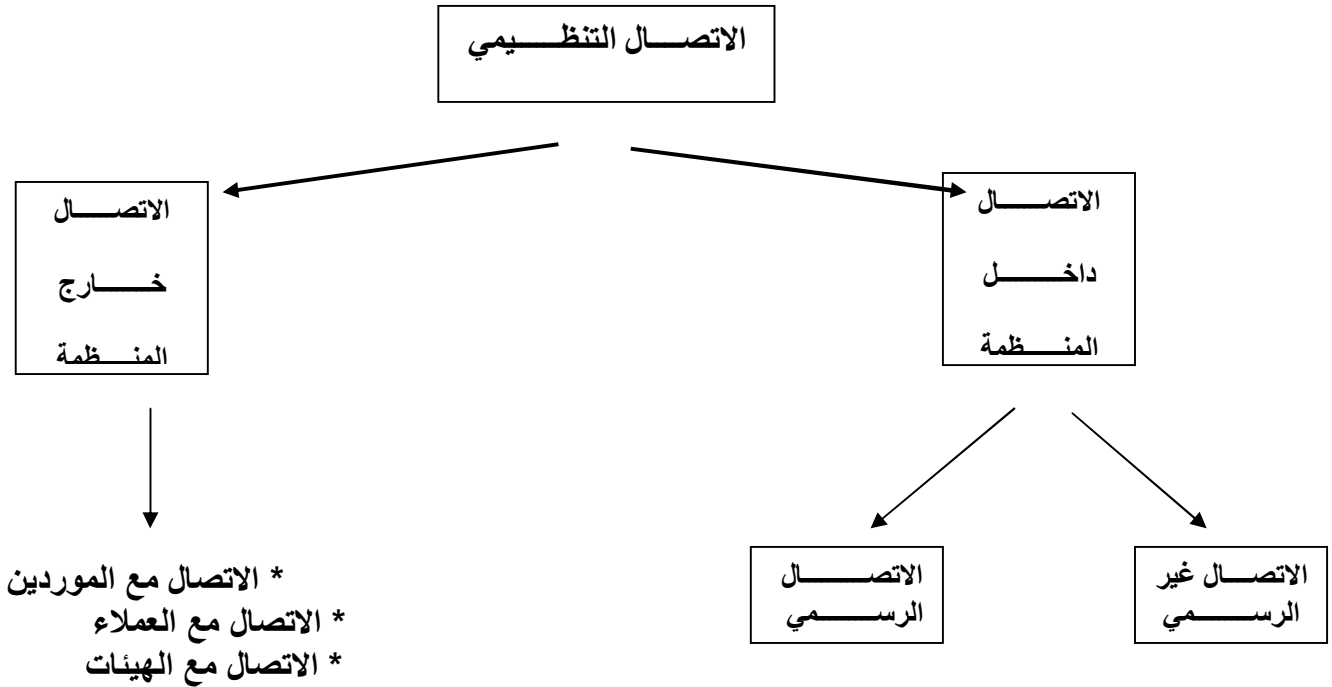 الاتصال التنظيمي
الاتصال
داخل
المنظمة
الاتصال
خارج
المنظمة
الاتصال غير
الرسمي
الاتصال
الرسمي
* الاتصال مع الموردين
* الاتصال مع العملاء
* الاتصال مع الهيئات